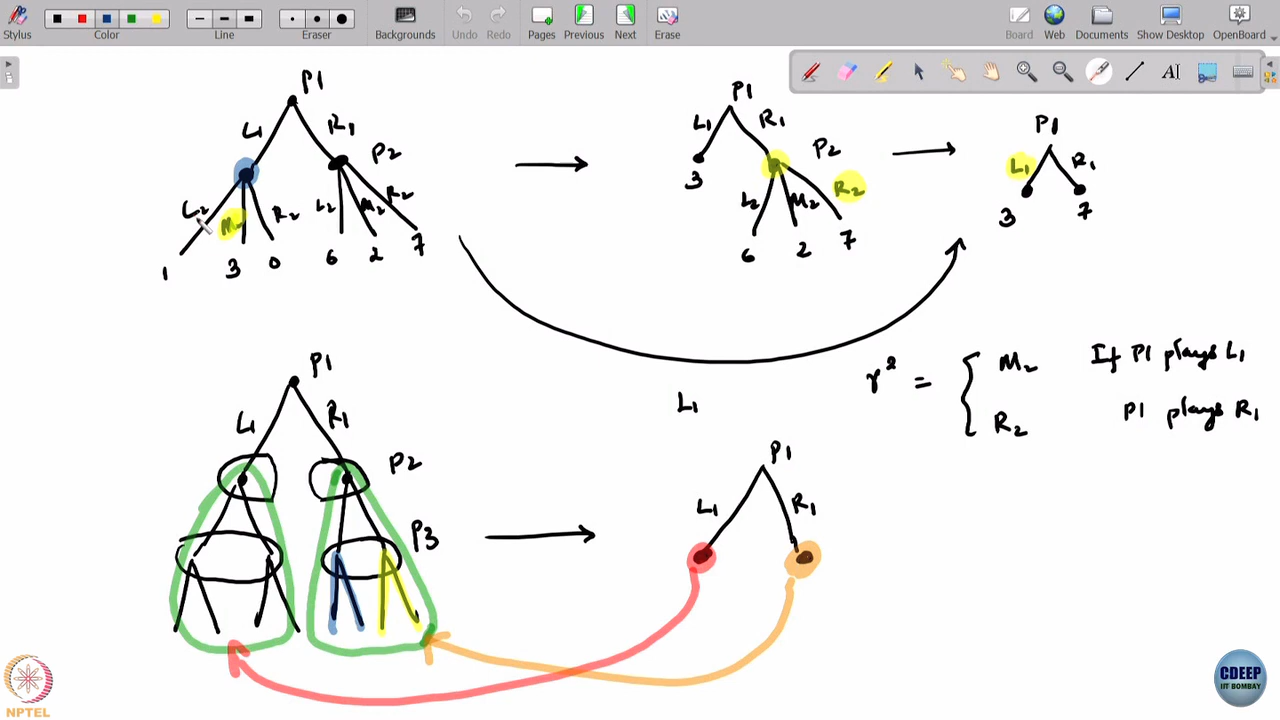 Stylus
Color
Line
Eraser
Backgrounds
Undo
Redo
Pages
Previous
Next
Erase
Board
Web
Documents
Show Desktop
OpenBoard
P1
L1 R1
P2
L2 M2 R2 L2 M2 R2
1 3 0 6 2 7
P1
L1 R1
P2
3
L2 M2 R2
6 2 7
P1
L1 R1
3 7
γ² = { M2 If P1 plays L1
R2 P1 plays R1
L1
P1
L1 R1
P2
P3
P1
L1 R1
NPTEL
CDEEP
IIT BOMBAY